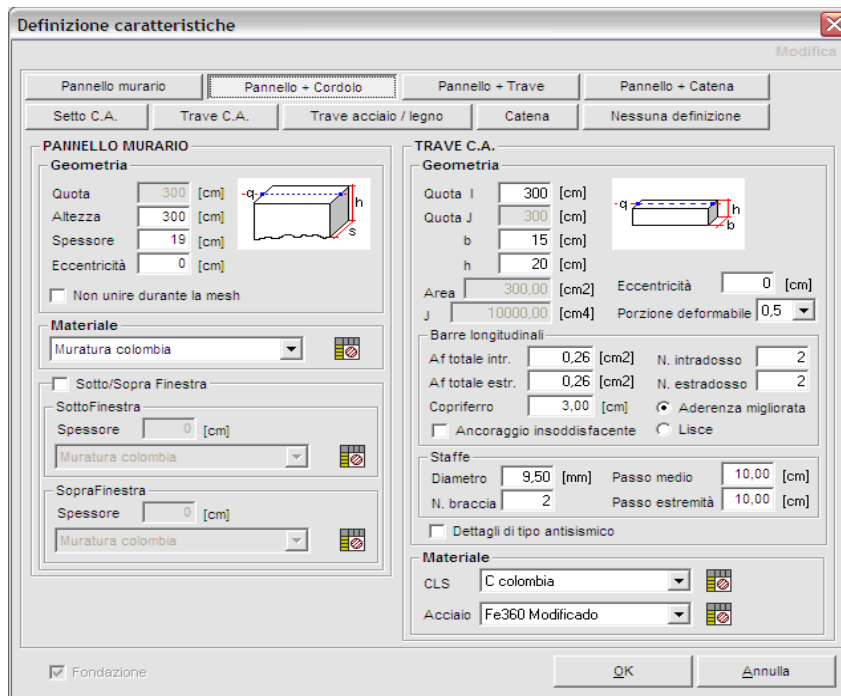 Definizione caratteristiche
Modifica
Pannello murario
Pannello + Cordolo
Pannello + Trave
Pannello + Catena
Setto C.A.
Trave C.A.
Trave acciaio / legno
Catena
Nessuna definizione
PANNELLO MURARIO
Geometria
Quota 300 [cm]
Altezza 300 [cm]
Spessore 19 [cm]
Eccentricità 0 [cm]
q
h
s
Non unire durante la mesh
Materiale
Muratura colombia
Sotto/Sopra Finestra
SottoFinestra
Spessore 0 [cm]
Muratura colombia
SopraFinestra
Spessore 0 [cm]
Muratura colombia
TRAVE C.A.
Geometria
Quota I 300 [cm]
Quota J 300 [cm]
b 15 [cm]
h 20 [cm]
Area 300,00 [cm2]
J 10000,00 [cm4]
q
h
b
Eccentricità 0 [cm]
Porzione deformabile 0,5
Barre longitudinali
Af totale intr. 0,26 [cm2]
N. intradosso 2
Af totale estr. 0,26 [cm2]
N. estradosso 2
Copriferro 3,00 [cm]
Aderenza migliorata
Ancoraggio insoddisfacente
Lisce
Staffe
Diametro 9,50 [mm]
Passo medio 10,00 [cm]
N. braccia 2
Passo estremità 10,00 [cm]
Dettagli di tipo antisismico
Materiale
CLS C colombia
Acciaio Fe360 Modificado
Fondazione
OK
Annulla